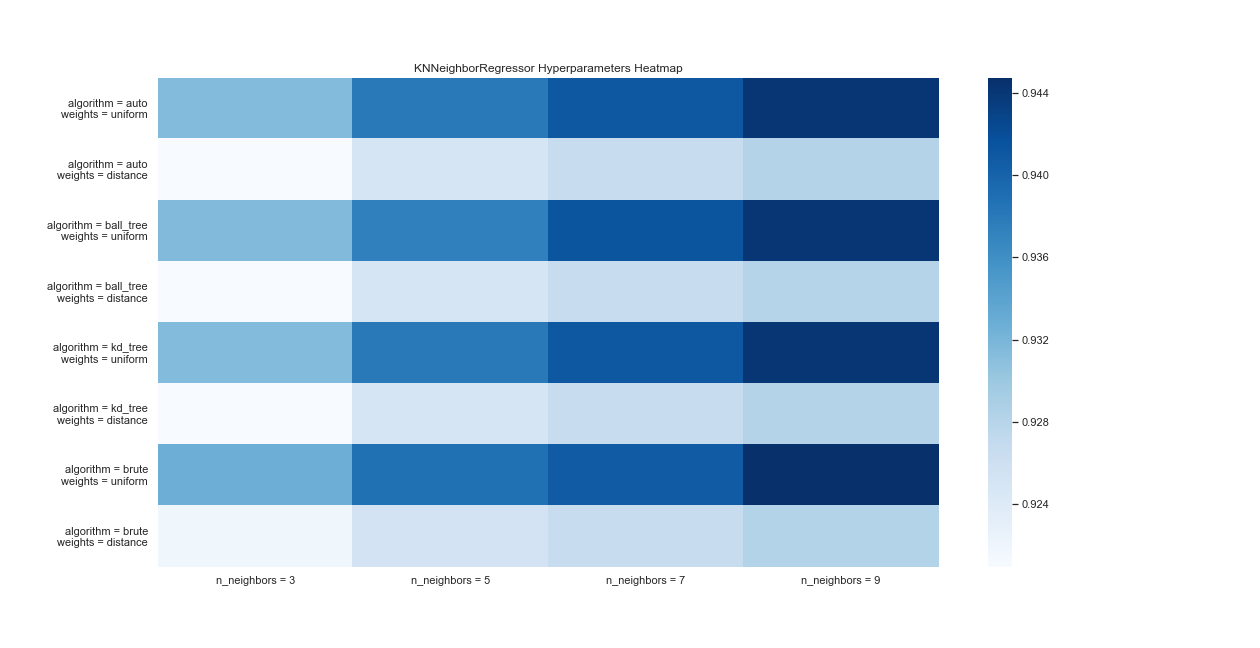 KNNeighborRegressor Hyperparameters Heatmap
algorithm = auto
weights = uniform
algorithm = auto
weights = distance
algorithm = ball_tree
weights = uniform
algorithm = ball_tree
weights = distance
algorithm = kd_tree
weights = uniform
algorithm = kd_tree
weights = distance
algorithm = brute
weights = uniform
algorithm = brute
weights = distance
n_neighbors = 3
n_neighbors = 5
n_neighbors = 7
n_neighbors = 9
0.944
0.940
0.936
0.932
0.928
0.924